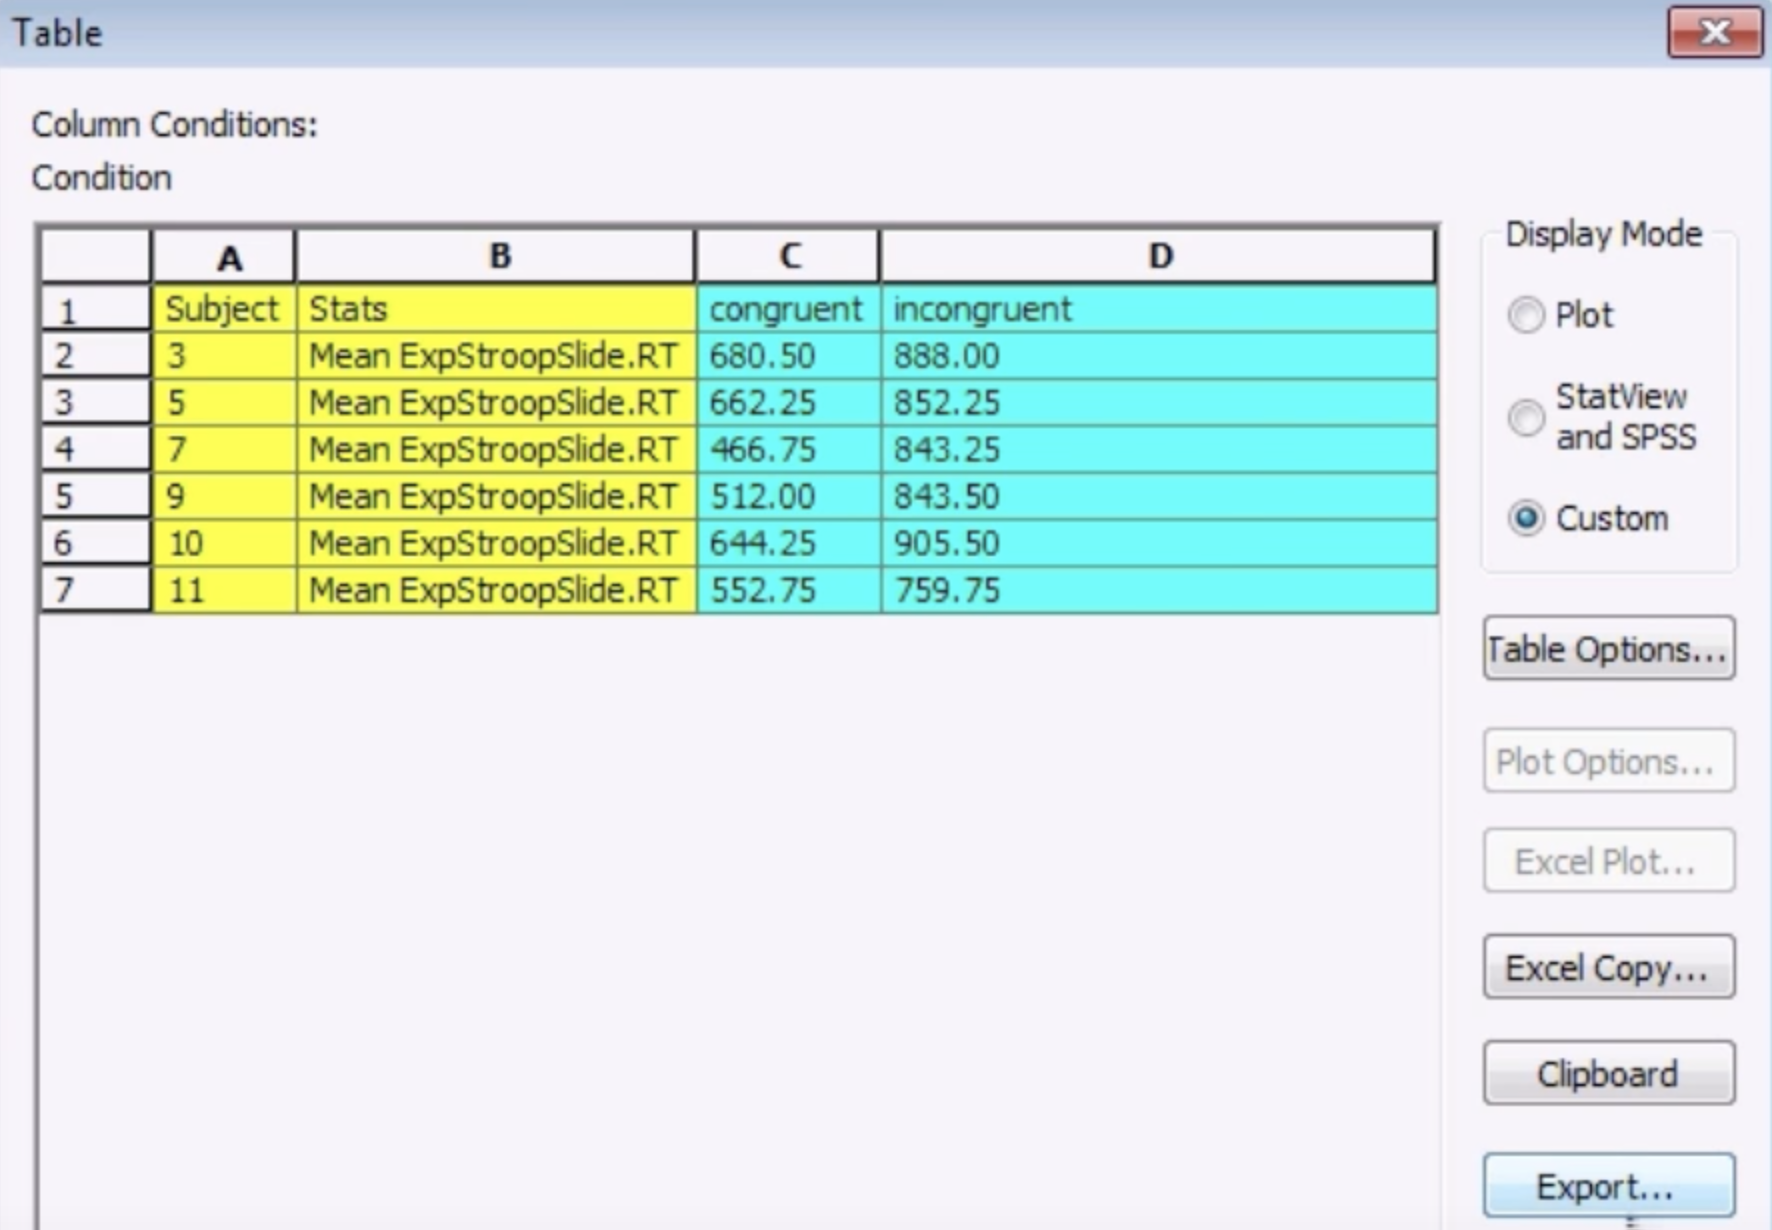 Table
Column Conditions:
Condition
A B C D
1 Subject Stats congruent incongruent
2 3 Mean ExpStroopSlide.RT 680.50 888.00
3 5 Mean ExpStroopSlide.RT 662.25 852.25
4 7 Mean ExpStroopSlide.RT 466.75 843.25
5 9 Mean ExpStroopSlide.RT 512.00 843.50
6 10 Mean ExpStroopSlide.RT 644.25 905.50
7 11 Mean ExpStroopSlide.RT 552.75 759.75
Display Mode
Plot
StatView
and SPSS
Custom
Table Options...
Plot Options...
Excel Plot...
Excel Copy...
Clipboard
Export...